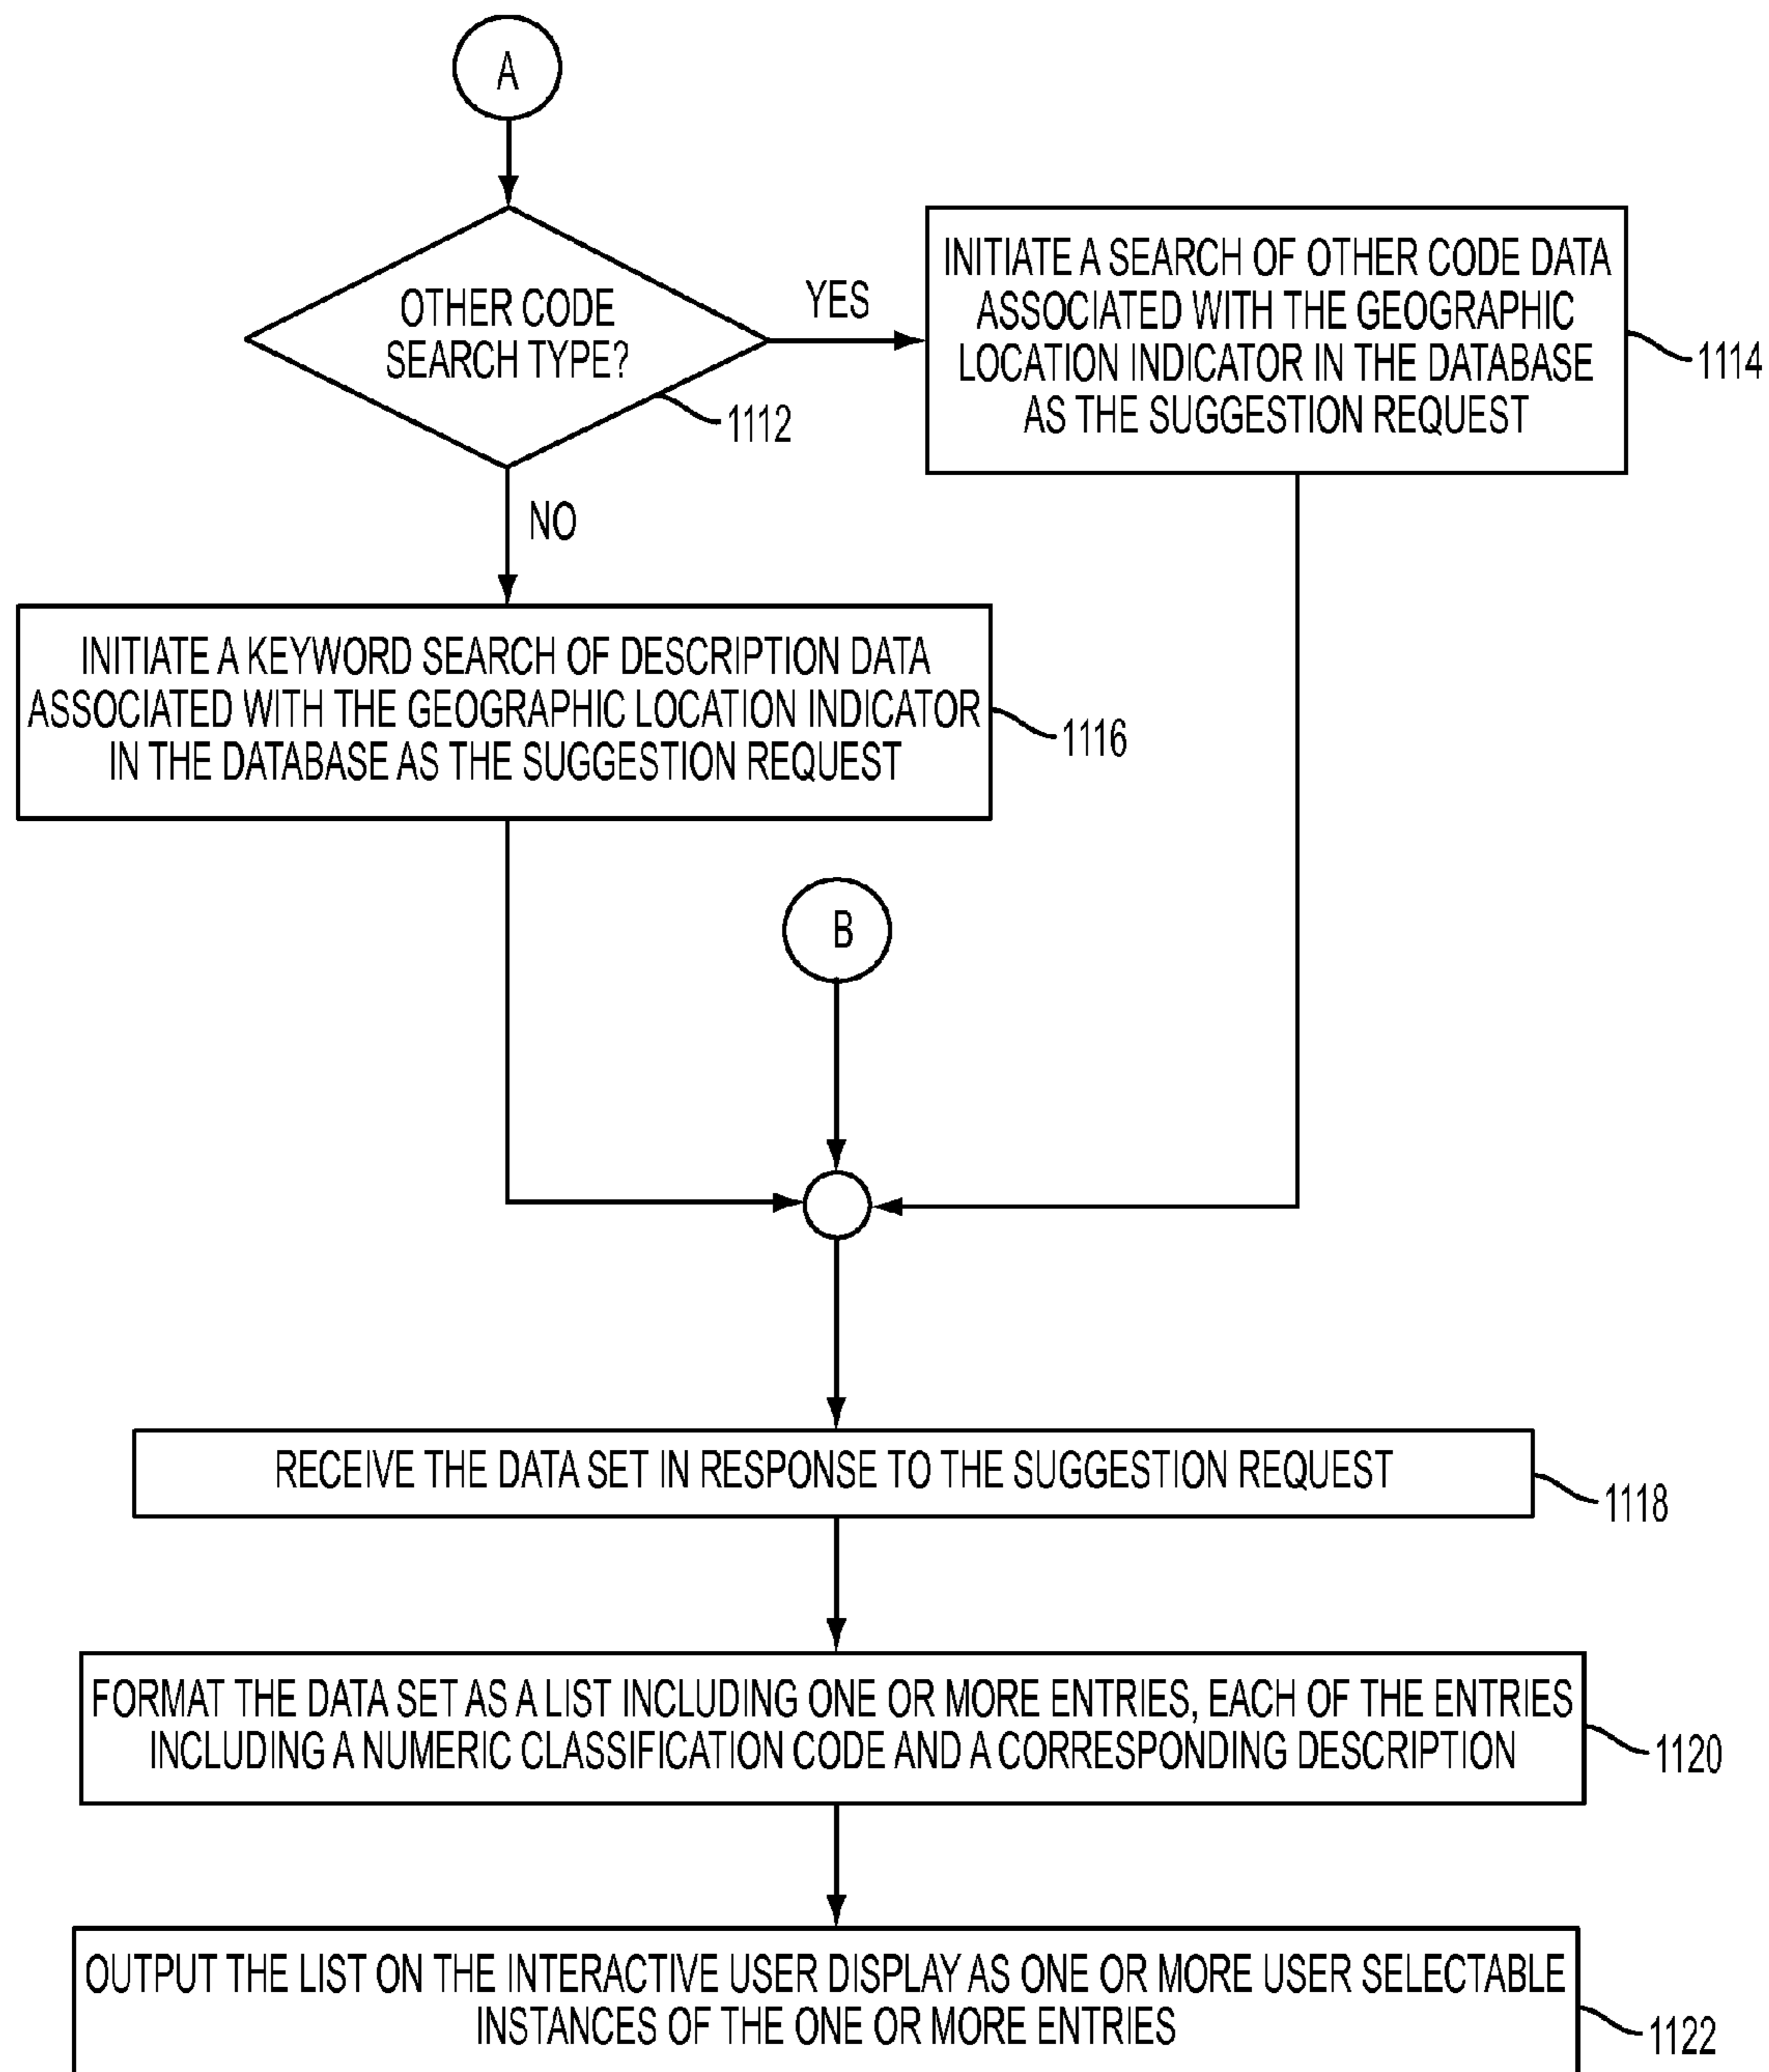 A
OTHER CODE
SEARCH TYPE?
1112
YES
INITIATE A SEARCH OF OTHER CODE DATA
ASSOCIATED WITH THE GEOGRAPHIC
LOCATION INDICATOR IN THE DATABASE
AS THE SUGGESTION REQUEST
1114
NO
INITIATE A KEYWORD SEARCH OF DESCRIPTION DATA
ASSOCIATED WITH THE GEOGRAPHIC LOCATION INDICATOR
IN THE DATABASE AS THE SUGGESTION REQUEST
1116
B
RECEIVE THE DATA SET IN RESPONSE TO THE SUGGESTION REQUEST
1118
FORMAT THE DATA SET AS A LIST INCLUDING ONE OR MORE ENTRIES, EACH OF THE ENTRIES
INCLUDING A NUMERIC CLASSIFICATION CODE AND A CORRESPONDING DESCRIPTION
1120
OUTPUT THE LIST ON THE INTERACTIVE USER DISPLAY AS ONE OR MORE USER SELECTABLE
INSTANCES OF THE ONE OR MORE ENTRIES
1122